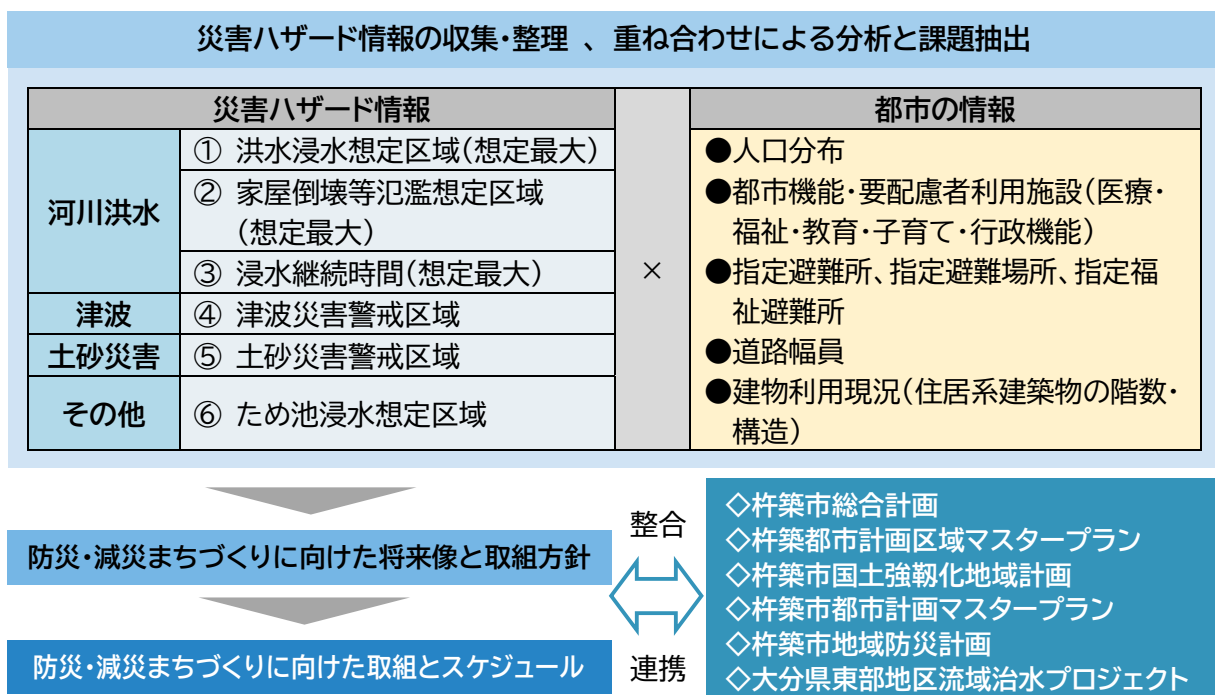 災害ハザード情報の収集・整理 、重ね合わせによる分析と課題抽出
災害ハザード情報
河川洪水
① 洪水浸水想定区域(想定最大)
② 家屋倒壊等氾濫想定区域
(想定最大)
③ 浸水継続時間(想定最大)
津波
④ 津波災害警戒区域
土砂災害
⑤ 土砂災害警戒区域
その他
⑥ ため池浸水想定区域
×
都市の情報
●人口分布
●都市機能・要配慮者利用施設(医療・
福祉・教育・子育て・行政機能)
●指定避難所、指定避難場所、指定福
祉避難所
●道路幅員
●建物利用現況(住居系建築物の階数・
構造)
防災・減災まちづくりに向けた将来像と取組方針
防災・減災まちづくりに向けた取組とスケジュール
整合
連携
◇杵築市総合計画
◇杵築都市計画区域マスタープラン
◇杵築市国土強靱化地域計画
◇杵築市都市計画マスタープラン
◇杵築市地域防災計画
◇大分県東部地区流域治水プロジェクト